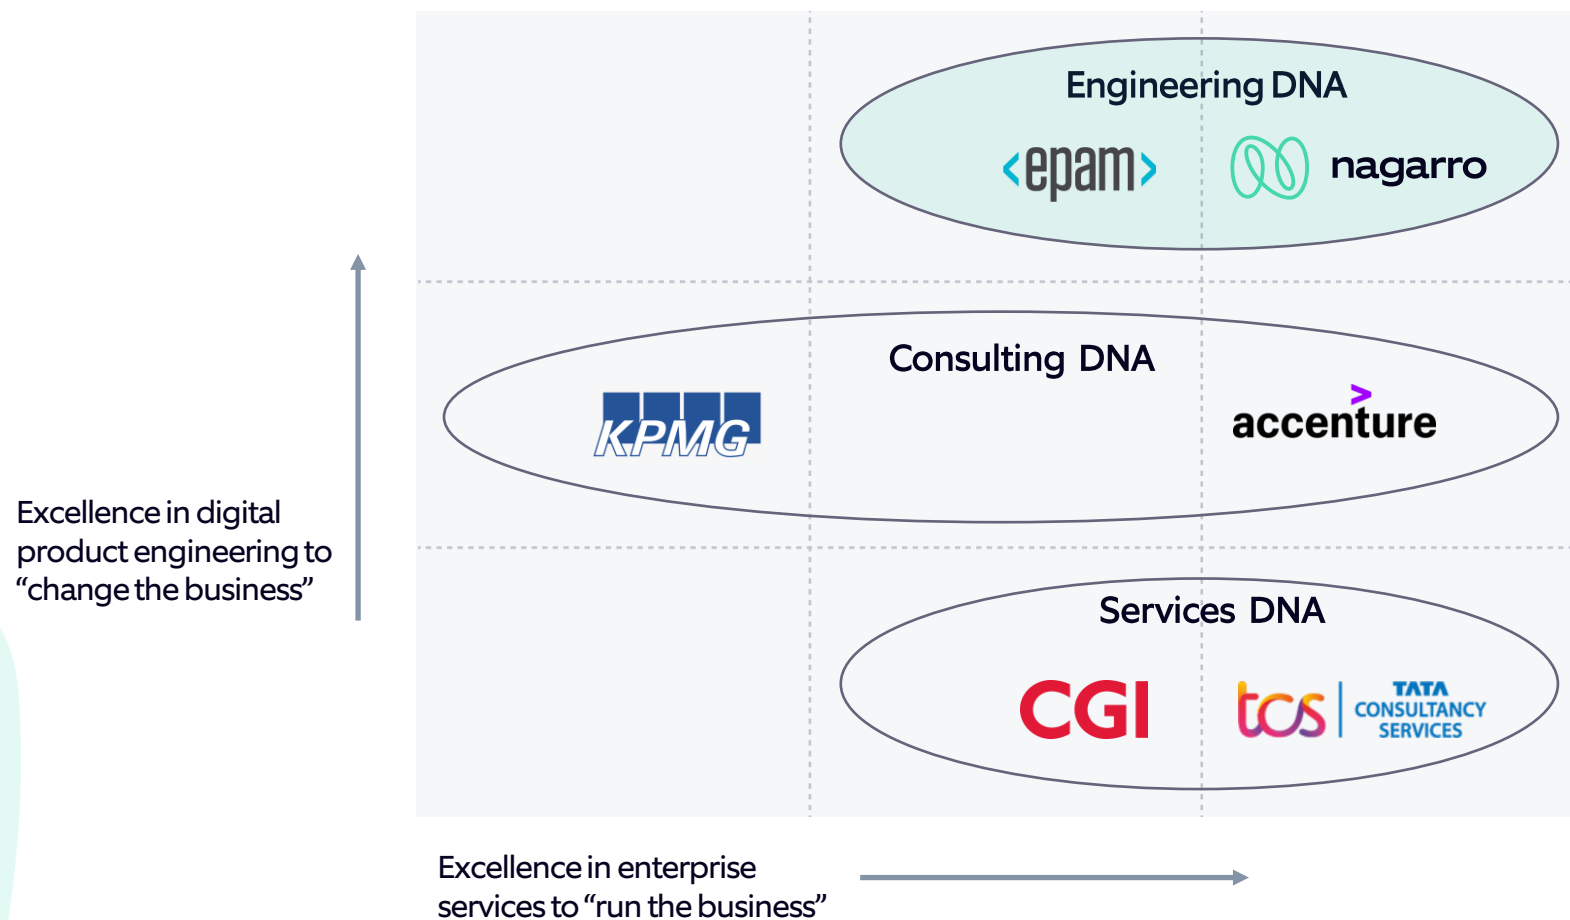 Engineering DNA
<epam>
nagarro
Consulting DNA
KPMG
accenture
Excellence in digital
product engineering to
“change the business”
Services DNA
CGI
tcs
TATA
CONSULTANCY
SERVICES
Excellence in enterprise
services to “run the business”